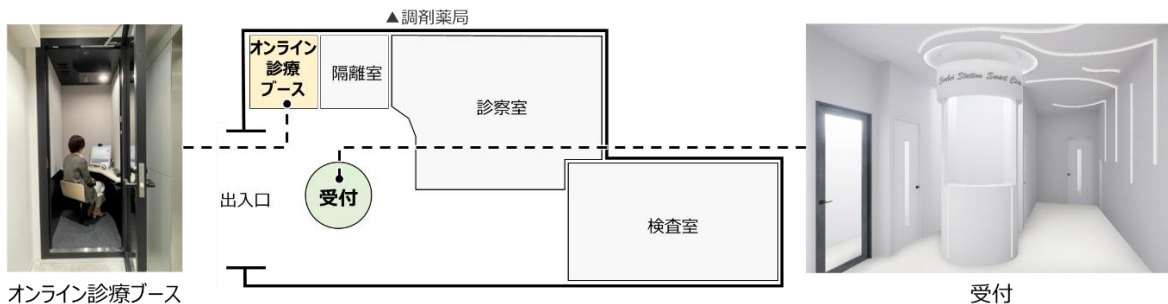 ▲調剤薬局
オンライン
診療
ブース
隔離室
診察室
出入口
受付
検査室
Station Smart
オンライン診療ブース
受付